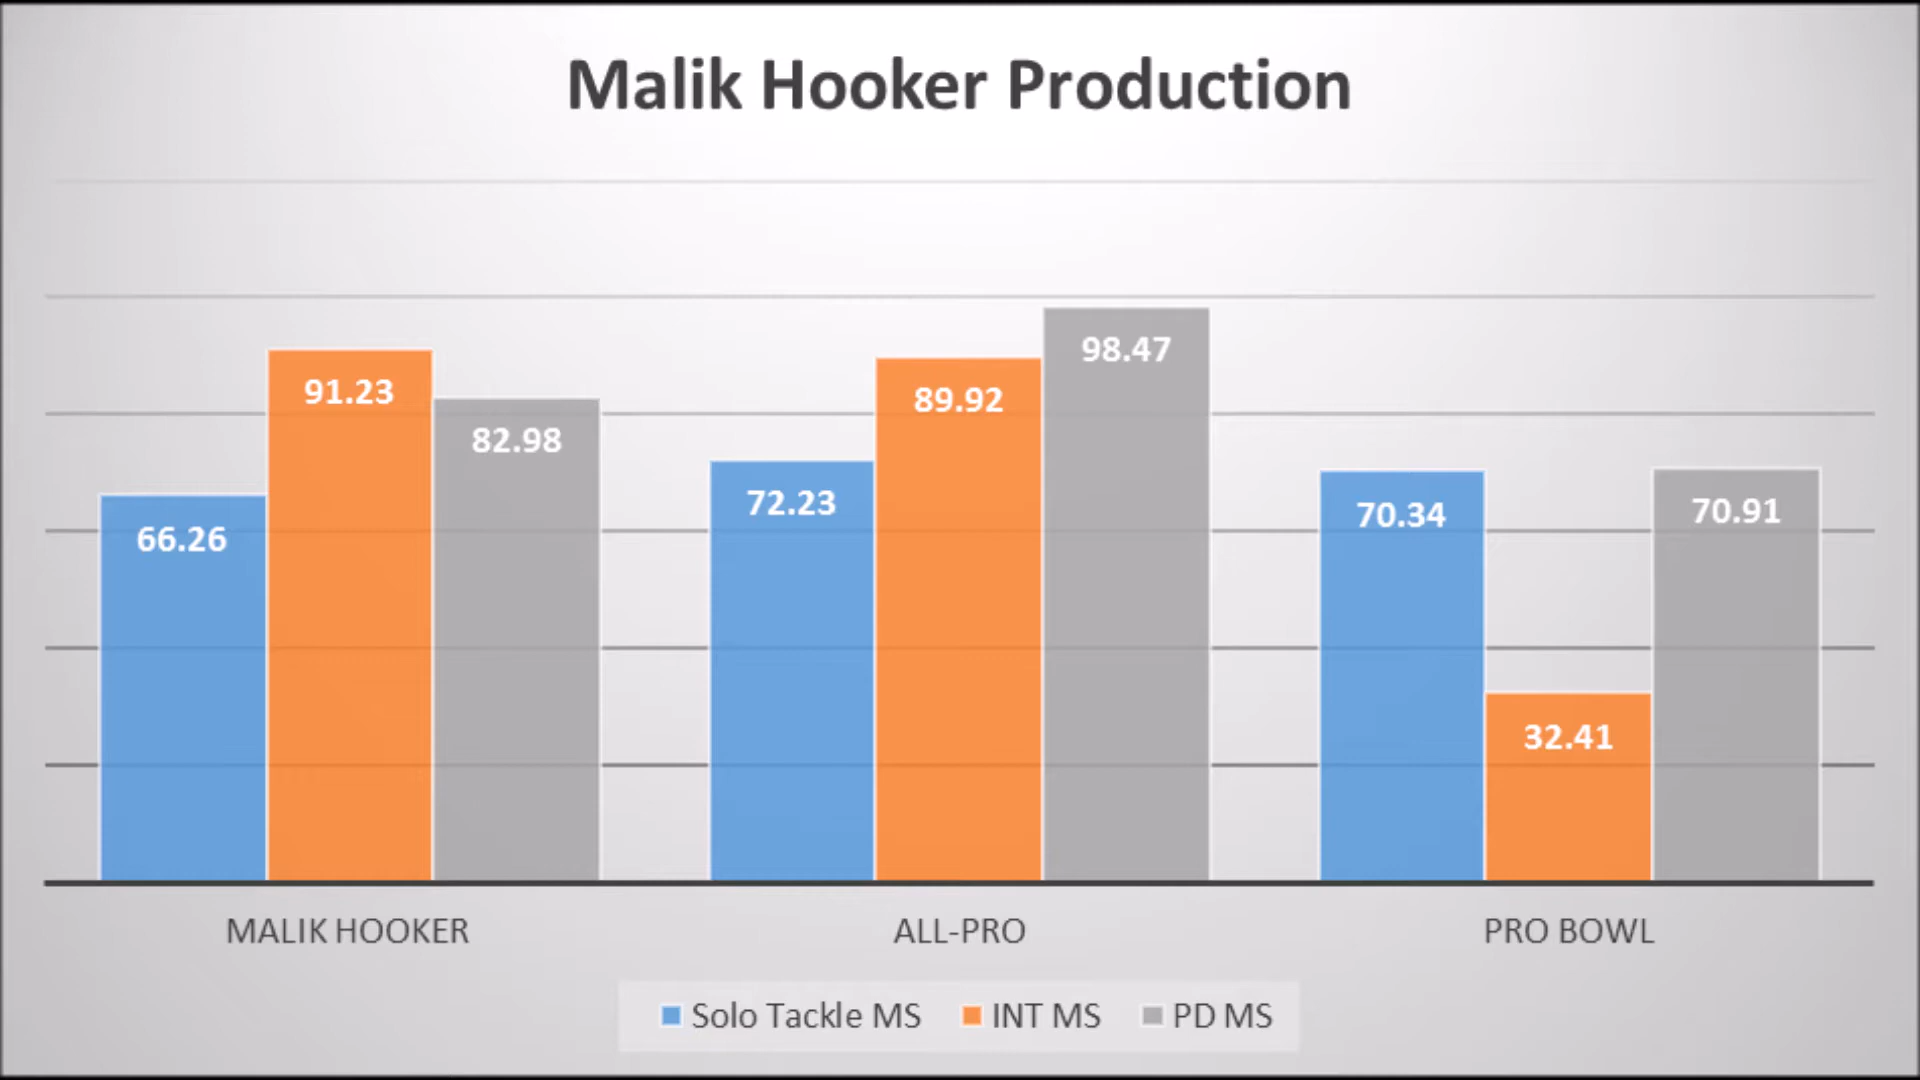 Malik Hooker Production
66.26
91.23
82.98
72.23
89.92
98.47
70.34
32.41
70.91
MALIK HOOKER
ALL-PRO
PRO BOWL
Solo Tackle MS
INT MS
PD MS